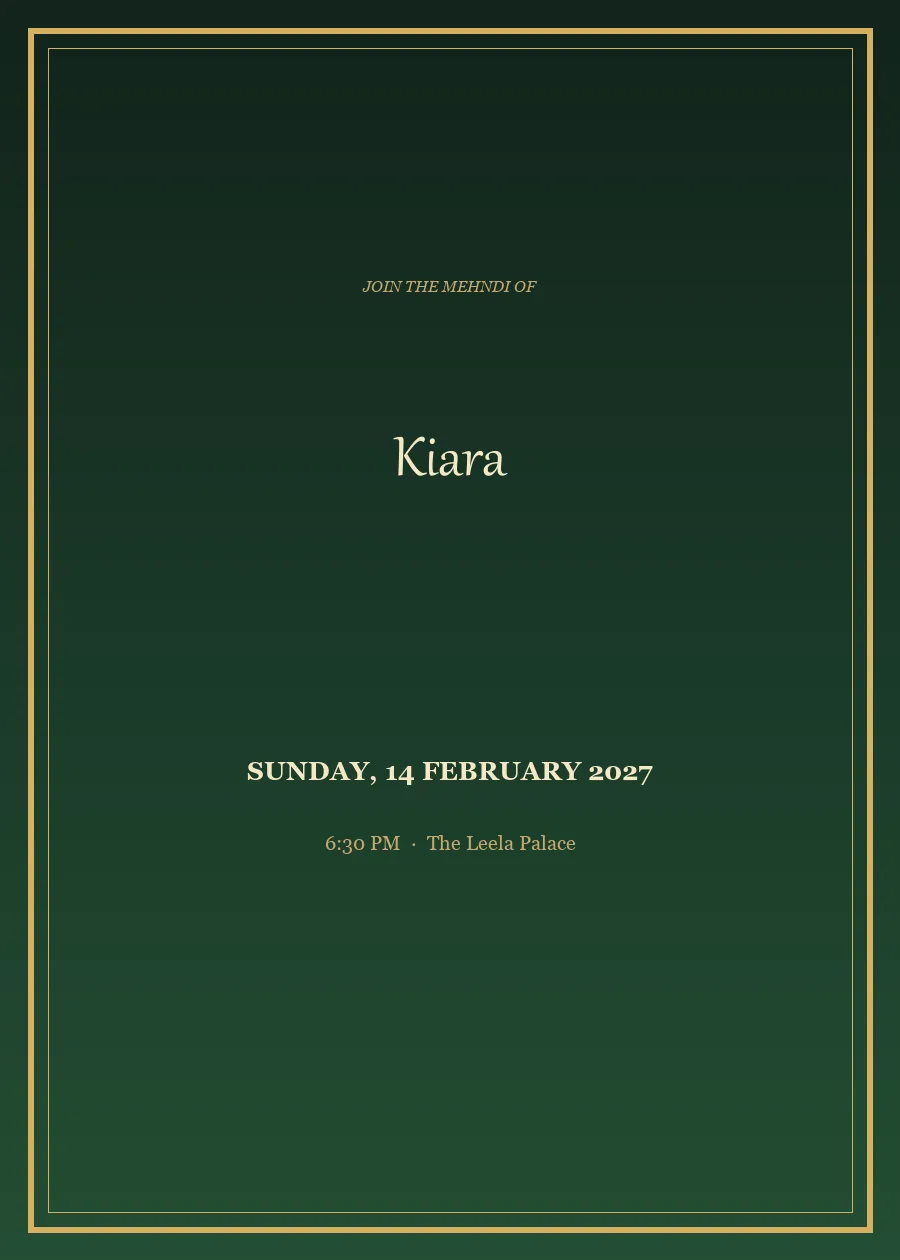 JOIN THE MEHNDI OF
Kiara
SUNDAY, 14 FEBRUARY 2027
6:30 PM · The Leela Palace